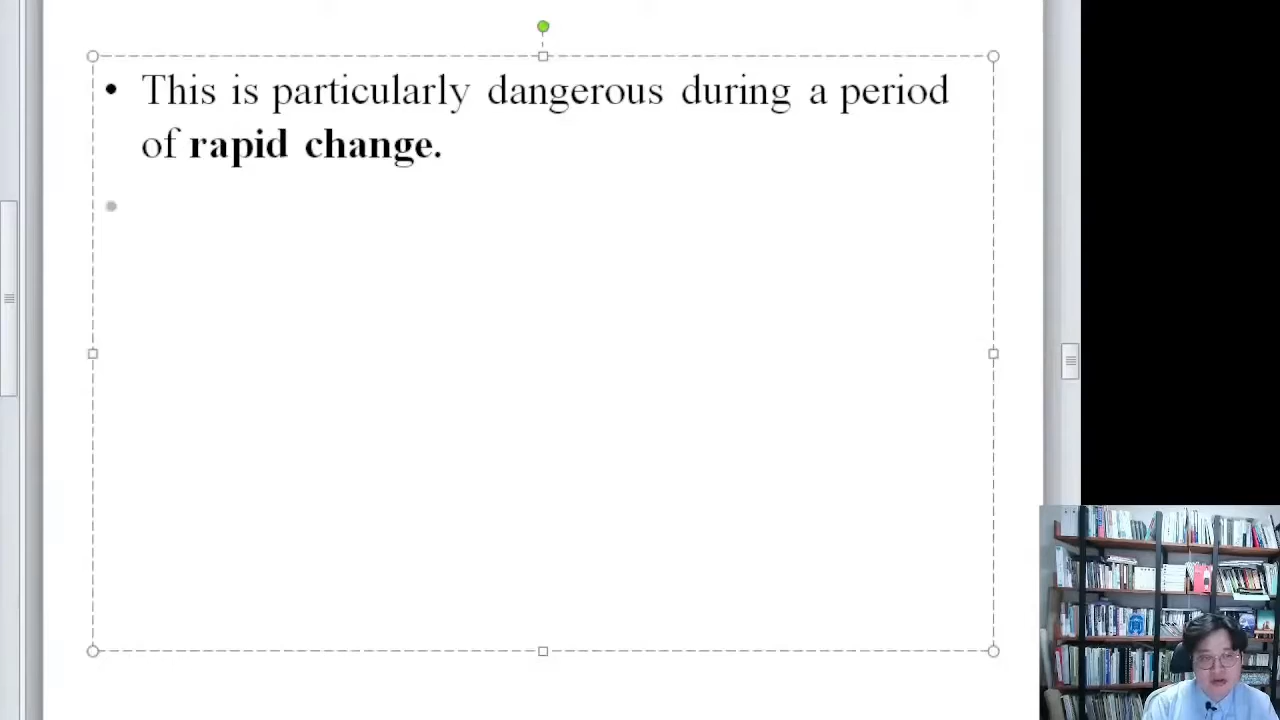 • This is particularly dangerous during a period
of rapid change.